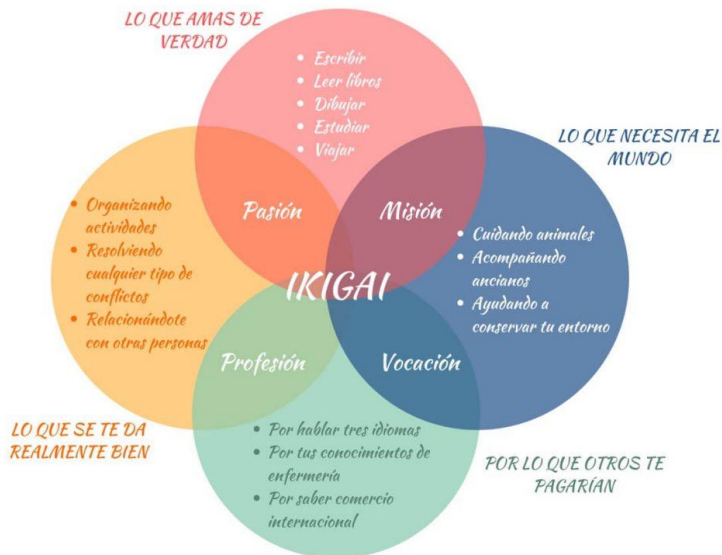 LO QUE AMAS DE
VERDAD
• Escribir
• Leer libros
• Dibujar
• Estudiar
• Viajar
LO QUE NECESITA EL
MUNDO
• Organizando
actividades
• Resolviendo
cualquier tipo de
conflictos
• Relacionándote
con otras personas
Pasión
Misión
• Cuidando animales
• Acompañando
ancianos
• Ayudando a
conservar tu entorno
IKIGAI
Profesión
Vocación
LO QUE SE TE DA
REALMENTE BIEN
• Por hablar tres idiomas
• Por tus conocimientos de
enfermería
• Por saber comercio
internacional
POR LO QUE OTROS TE
PAGARÍAN